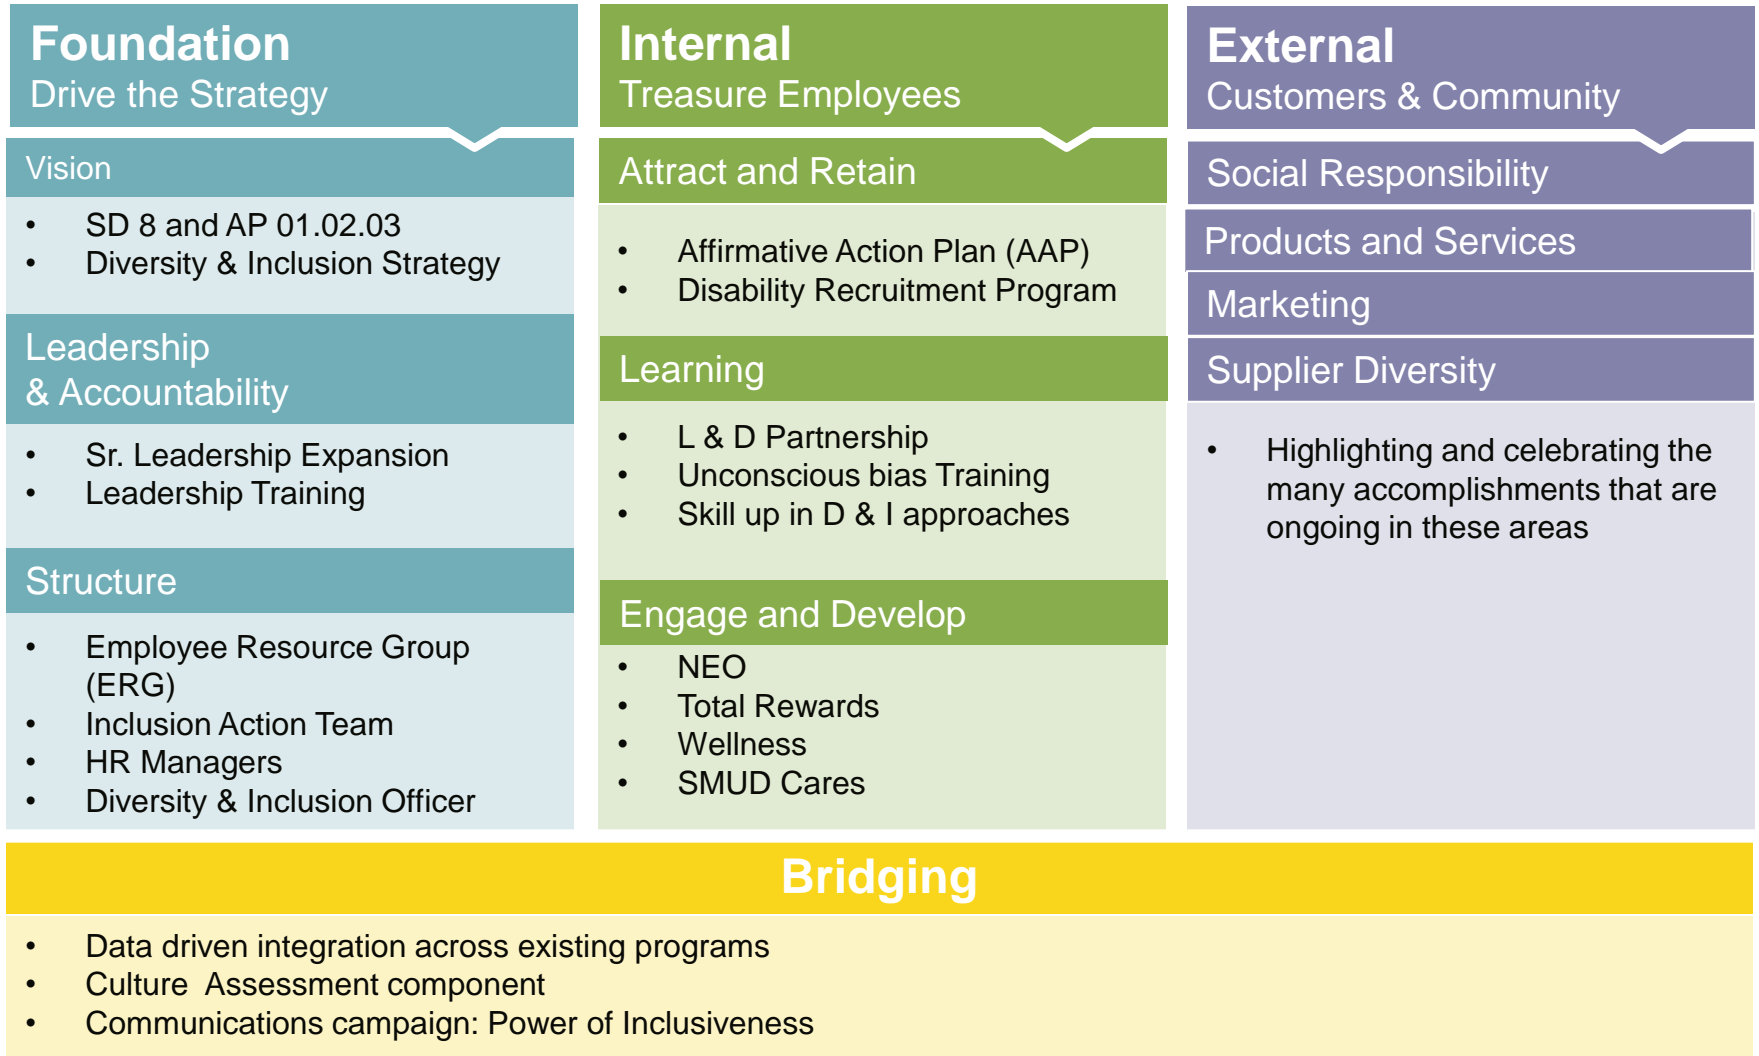 Foundation
Drive the Strategy
Vision
• SD 8 and AP 01.02.03
• Diversity & Inclusion Strategy
Leadership
& Accountability
• Sr. Leadership Expansion
• Leadership Training
Structure
• Employee Resource Group
(ERG)
• Inclusion Action Team
• HR Managers
• Diversity & Inclusion Officer
Internal
Treasure Employees
Attract and Retain
• Affirmative Action Plan (AAP)
• Disability Recruitment Program
Learning
• L & D Partnership
• Unconscious bias Training
• Skill up in D & I approaches
Engage and Develop
• NEO
• Total Rewards
• Wellness
• SMUD Cares
External
Customers & Community
Social Responsibility
Products and Services
Marketing
Supplier Diversity
• Highlighting and celebrating the
many accomplishments that are
ongoing in these areas
Bridging
• Data driven integration across existing programs
• Culture  Assessment component
• Communications campaign: Power of Inclusiveness